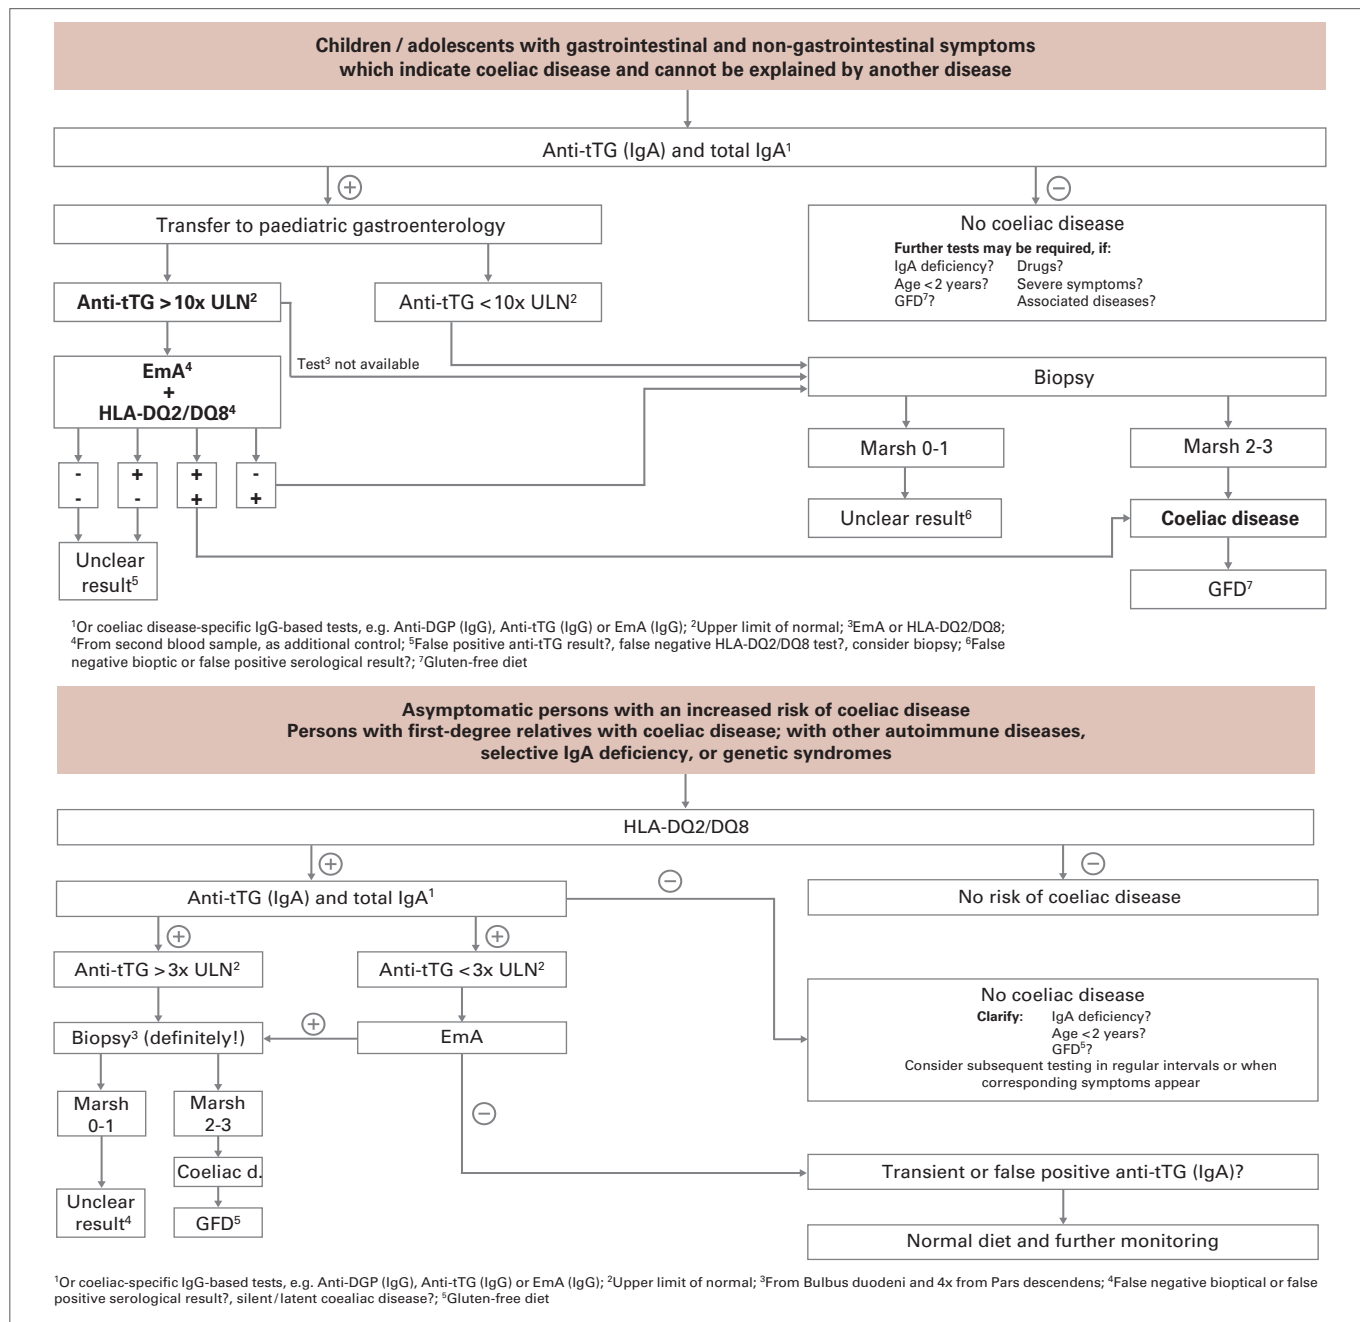 Children / adolescents with gastrointestinal and non-gastrointestinal symptoms
which indicate coeliac disease and cannot be explained by another disease
Anti-tTG (IgA) and total IgA¹
+
−
Transfer to paediatric gastroenterology
No coeliac disease
Further tests may be required, if:
IgA deficiency? Drugs?
Age < 2 years? Severe symptoms?
GFD⁷? Associated diseases?
Anti-tTG > 10x ULN²
Anti-tTG < 10x ULN²
Test³ not available
EmA⁴
+
HLA-DQ2/DQ8⁴
Biopsy
- + + -
- - + +
Marsh 0-1
Marsh 2-3
Unclear result⁶
Coeliac disease
Unclear
result⁵
GFD⁷
¹Or coeliac disease-specific IgG-based tests, e.g. Anti-DGP (IgG), Anti-tTG (IgG) or EmA (IgG); ²Upper limit of normal; ³EmA or HLA-DQ2/DQ8;
⁴From second blood sample, as additional control; ⁵False positive anti-tTG result?, false negative HLA-DQ2/DQ8 test?, consider biopsy; ⁶False
negative bioptic or false positive serological result?; ⁷Gluten-free diet
Asymptomatic persons with an increased risk of coeliac disease
Persons with first-degree relatives with coeliac disease; with other autoimmune diseases,
selective IgA deficiency, or genetic syndromes
HLA-DQ2/DQ8
+
−
Anti-tTG (IgA) and total IgA¹
−
No risk of coeliac disease
+
+
Anti-tTG > 3x ULN²
Anti-tTG < 3x ULN²
No coeliac disease
Clarify: IgA deficiency?
Age < 2 years?
GFD⁵?
Consider subsequent testing in regular intervals or when
corresponding symptoms appear
Biopsy³ (definitely!)
+
EmA
−
Marsh
0-1
Marsh
2-3
Coeliac d.
Transient or false positive anti-tTG (IgA)?
Unclear
result⁴
GFD⁵
Normal diet and further monitoring
¹Or coeliac-specific IgG-based tests, e.g. Anti-DGP (IgG), Anti-tTG (IgG) or EmA (IgG); ²Upper limit of normal; ³From Bulbus duodeni and 4x from Pars descendens; ⁴False negative bioptical or false
positive serological result?, silent/latent coealiac disease?; ⁵Gluten-free diet